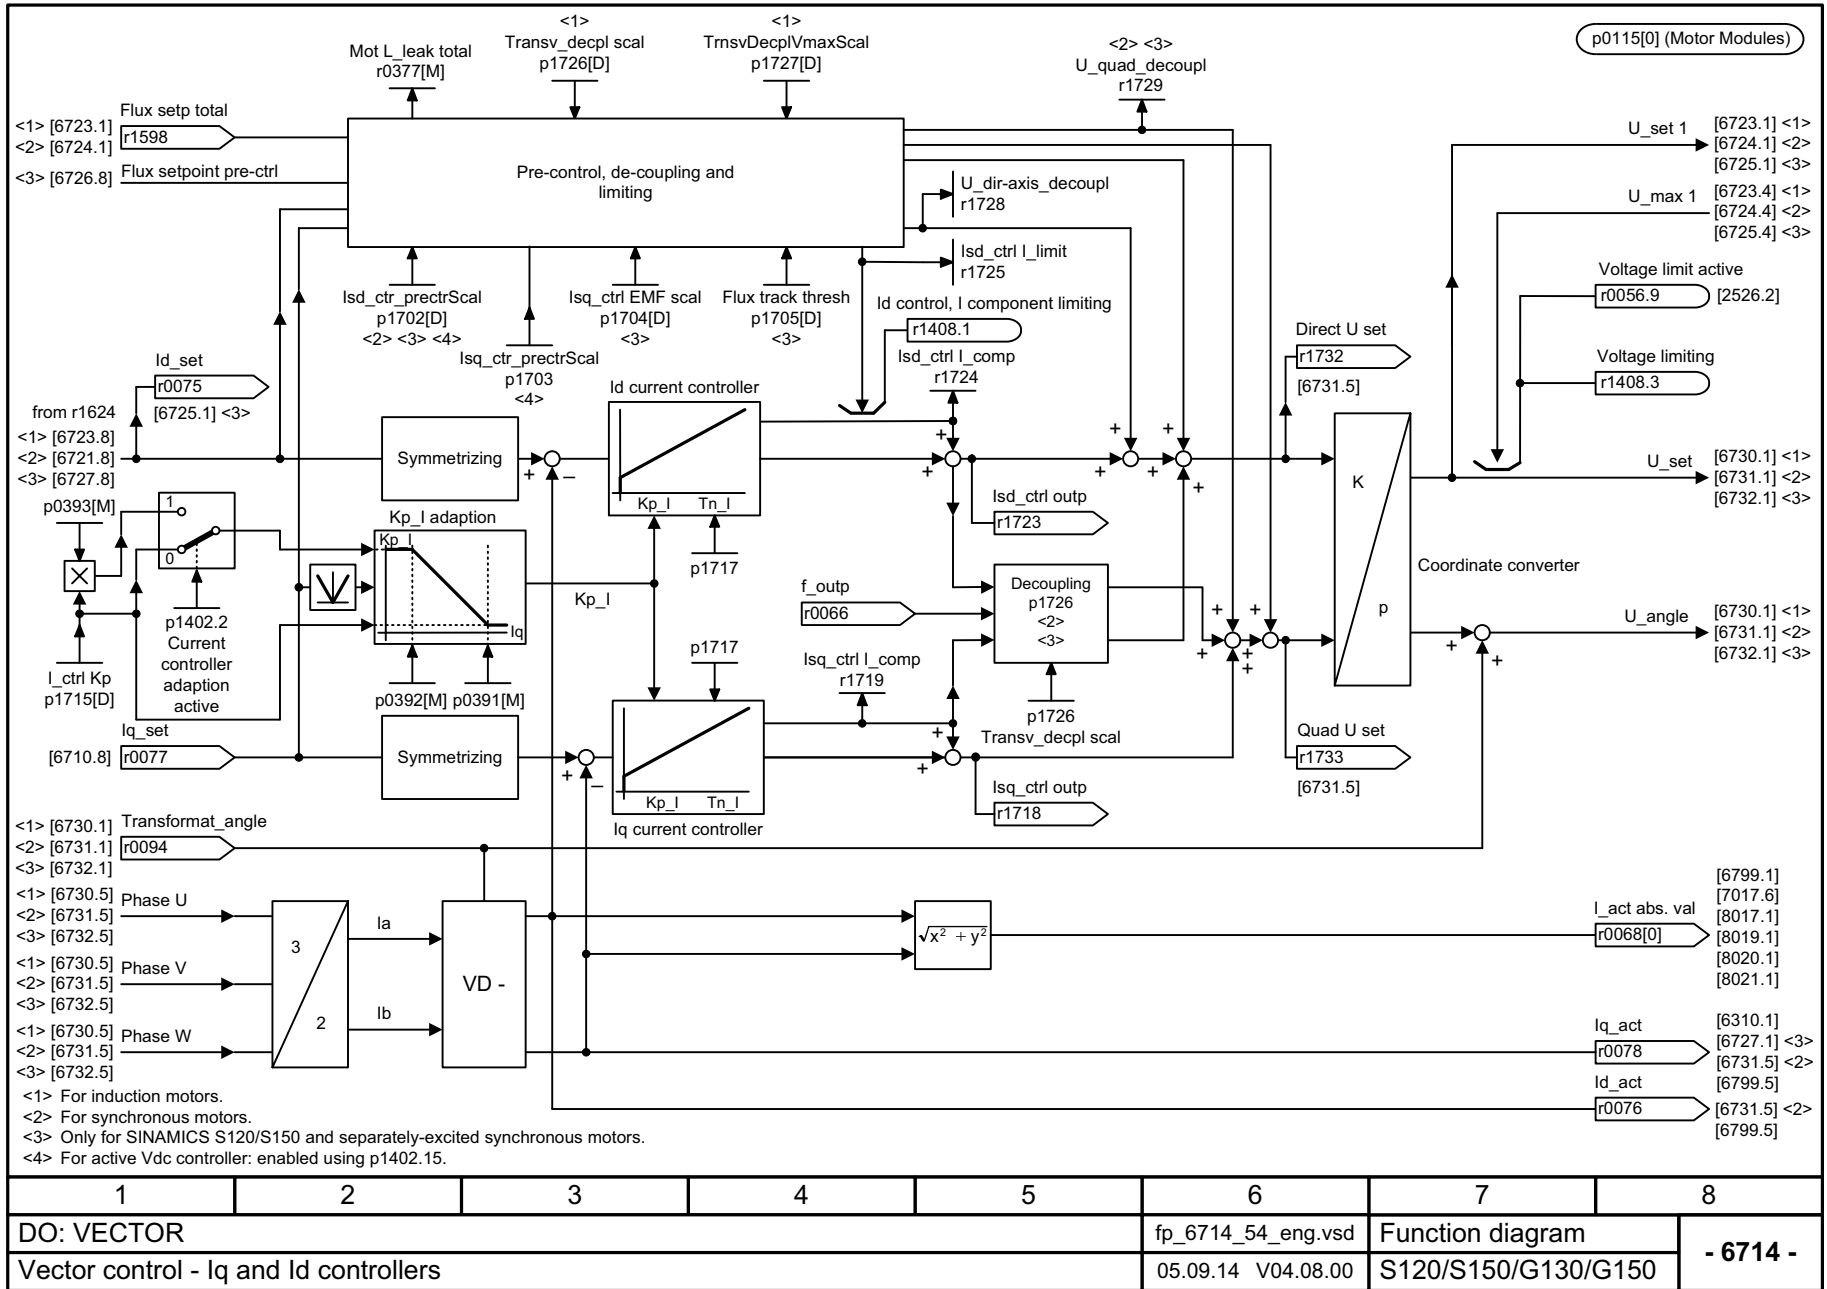 <1>
Transv_decpl scal
p1726[D]
<1>
TrnsvDecplVmaxScal
p1727[D]
Mot L_leak total
r0377[M]
<2> <3>
U_quad_decoupl
r1729
p0115[0] (Motor Modules)
Flux setp total
<1> [6723.1]
<2> [6724.1]
r1598
<3> [6726.8]
Flux setpoint pre-ctrl
Pre-control, de-coupling and
limiting
U_dir-axis_decoupl
r1728
Isd_ctrl I_limit
r1725
U_set 1
[6723.1] <1>
[6724.1] <2>
[6725.1] <3>
U_max 1
[6723.4] <1>
[6724.4] <2>
[6725.4] <3>
Voltage limit active
r0056.9
[2526.2]
Voltage limiting
r1408.3
Isd_ctr_prectrScal
p1702[D]
<2> <3> <4>
Isq_ctr_prectrScal
p1703
<4>
Isq_ctrl EMF scal
p1704[D]
<3>
Flux track thresh
p1705[D]
<3>
Id control, I component limiting
r1408.1
Isd_ctrl I_comp
r1724
Direct U set
r1732
[6731.5]
Id_set
r0075
[6725.1] <3>
from r1624
<1> [6723.8]
<2> [6721.8]
<3> [6727.8]
Symmetrizing
+
–
Id current controller
Kp_I
Tn_I
p1717
+
+
+
+
+
+
+
Isd_ctrl outp
r1723
K
p
Coordinate converter
U_set
[6730.1] <1>
[6731.1] <2>
[6732.1] <3>
p0393[M]
1
0
p1402.2
Current
controller
adaption
active
I_ctrl Kp
p1715[D]
Kp_I adaption
Kp_I
Iq
p0392[M]
p0391[M]
Kp_I
f_outp
r0066
Decoupling
p1726
<2>
<3>
p1726
Transv_decpl scal
+
+
+
+
+
+
+
U_angle
[6730.1] <1>
[6731.1] <2>
[6732.1] <3>
p1717
Isq_ctrl I_comp
r1719
Iq_set
[6710.8]
r0077
Symmetrizing
+
–
Kp_I
Tn_I
Iq current controller
+
+
Isq_ctrl outp
r1718
Quad U set
r1733
[6731.5]
Transformat_angle
<1> [6730.1]
<2> [6731.1]
<3> [6732.1]
r0094
<1> [6730.5]
<2> [6731.5]
<3> [6732.5]
Phase U
<1> [6730.5]
<2> [6731.5]
<3> [6732.5]
Phase V
<1> [6730.5]
<2> [6731.5]
<3> [6732.5]
Phase W
3
2
Ia
Ib
VD -
√x² + y²
I_act abs. val
r0068[0]
[6799.1]
[7017.6]
[8017.1]
[8019.1]
[8020.1]
[8021.1]
Iq_act
r0078
[6310.1]
[6727.1] <3>
[6731.5] <2>
[6799.5]
Id_act
r0076
[6731.5] <2>
[6799.5]
<1> For induction motors.
<2> For synchronous motors.
<3> Only for SINAMICS S120/S150 and separately-excited synchronous motors.
<4> For active Vdc controller: enabled using p1402.15.
1 2 3 4 5 6 7 8
DO: VECTOR
fp_6714_54_eng.vsd
Function diagram
- 6714 -
Vector control - Iq and Id controllers
05.09.14 V04.08.00
S120/S150/G130/G150